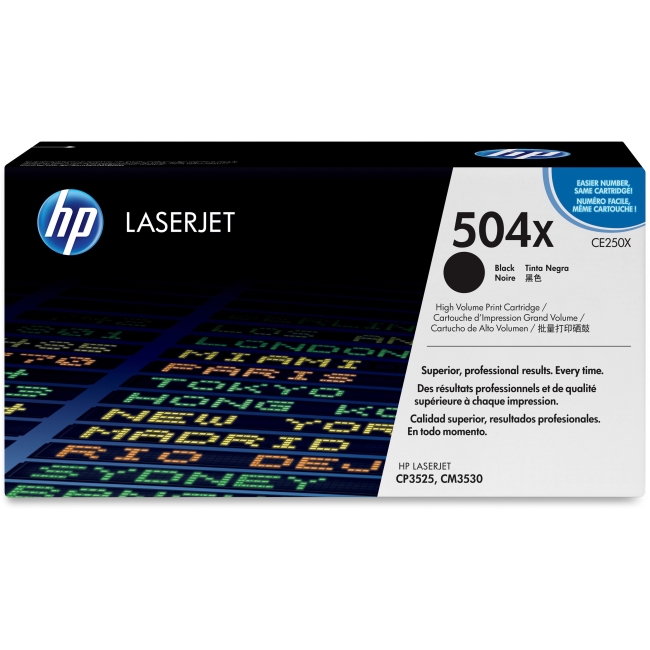 hp
EASIER NUMBER,
SAME CARTRIDGE!
NUMÉRO FACILE,
MÊME CARTOUCHE !
hp
LASERJET
504x
CE250X
Black Tinta Negra
Noire 黑色
High Volume Print Cartridge /
Cartouche d'Impression Grand Volume /
Cartucho de Alto Volumen / 批量打印硒鼓
Superior, professional results. Every time.
Des résultats professionnels et de qualité
supérieure à chaque impression.
Calidad superior, resultados profesionales.
En todo momento.
HP LASERJET
CP3525, CM3530
MIAMI
PARIS
TOKYO
HONG KO
NEW YOR
MADRID
RIO DEJ
SYDNEY